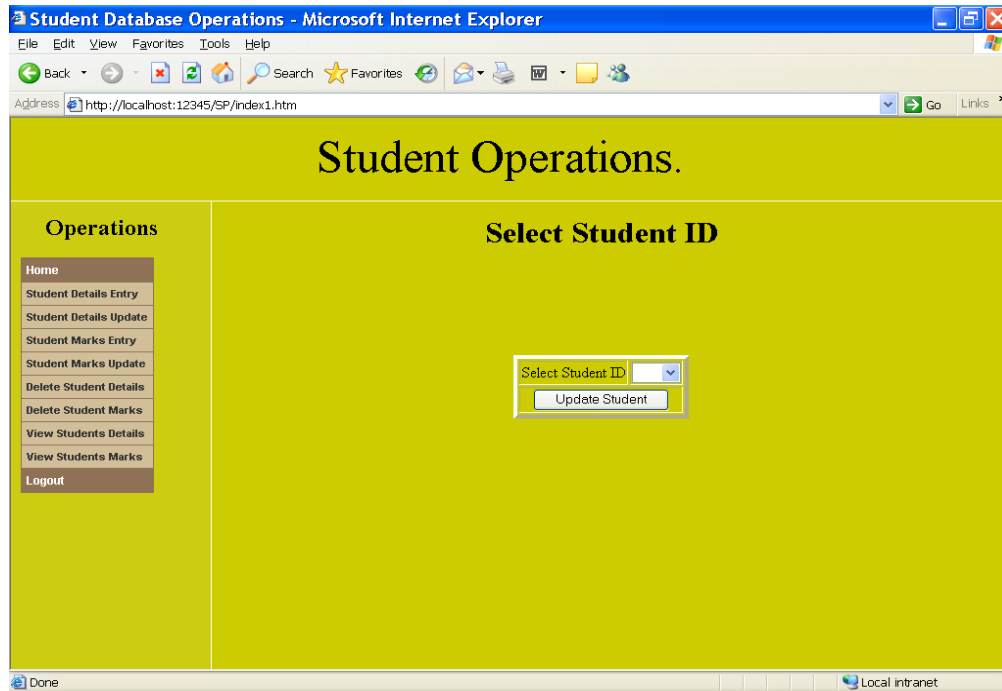 Student Database Operations - Microsoft Internet Explorer
File Edit View Favorites Tools Help
Back Search Favorites
Address http://localhost:12345/SP/index1.htm Go Links
Student Operations.
Operations
Select Student ID
Home
Student Details Entry
Student Details Update
Student Marks Entry
Student Marks Update
Delete Student Details
Delete Student Marks
View Students Details
View Students Marks
Logout
Select Student ID
Update Student
Done Local intranet